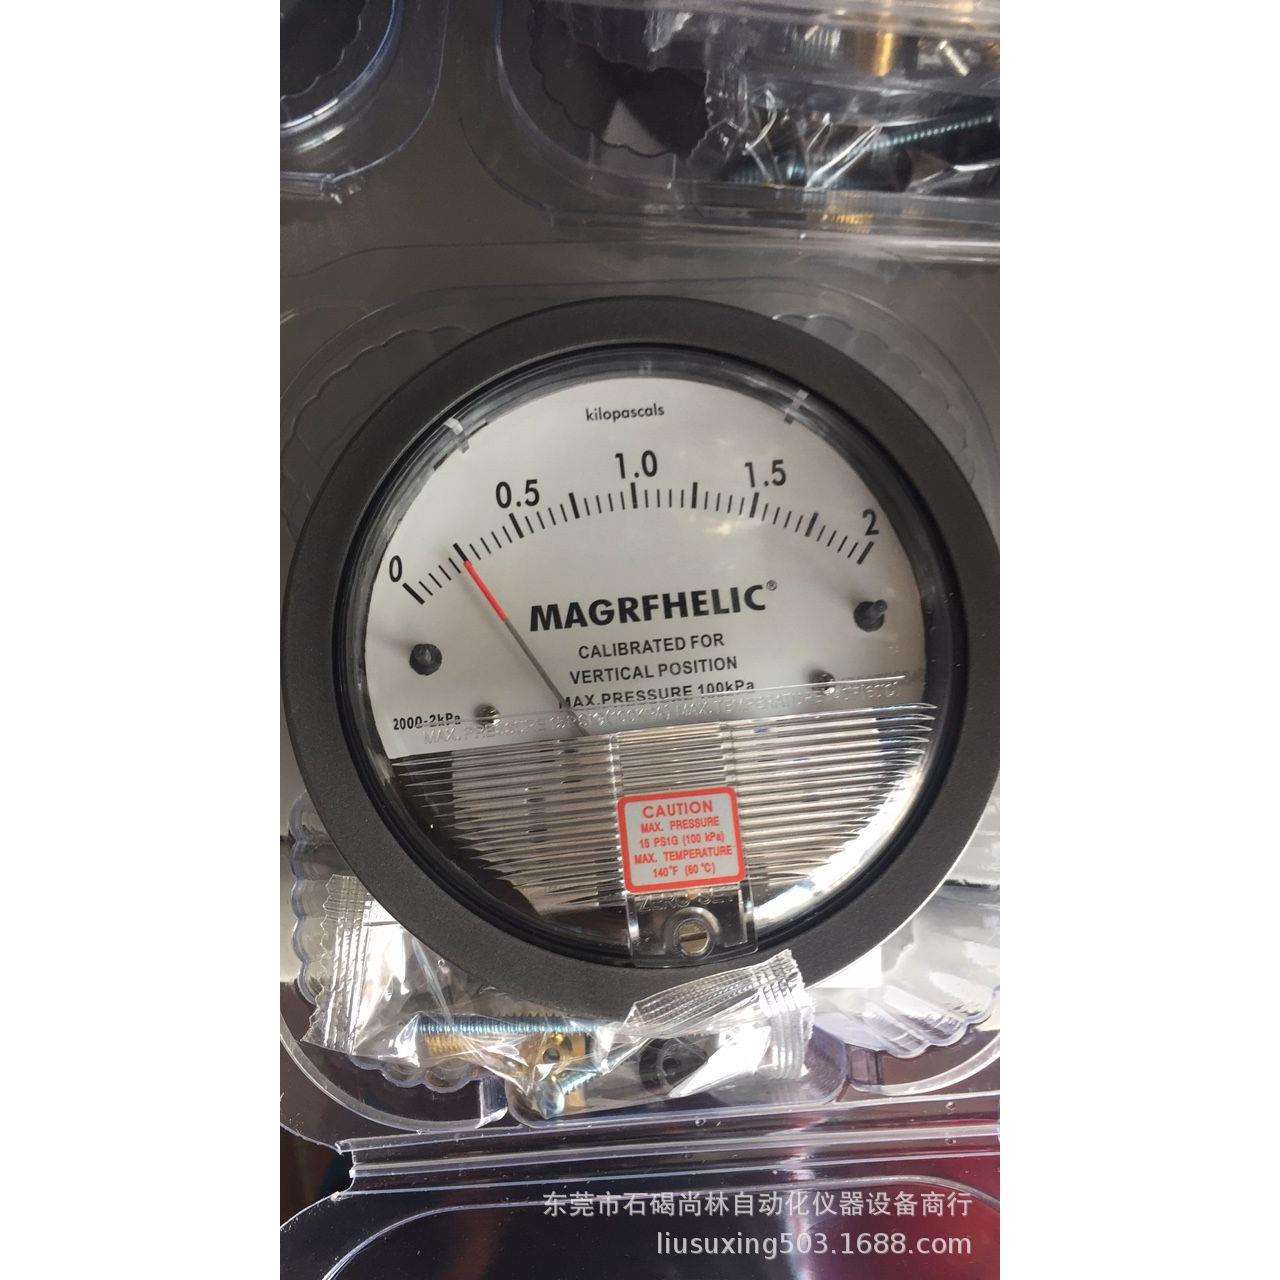 kilopascals
0 0.5 1.0 1.5 2
MAGRFHELIC®
CALIBRATED FOR
VERTICAL POSITION
MAX.PRESSURE 100kPa
2000-2kPa
CAUTION
MAX. PRESSURE
15 PS1G (100 kPa)
MAX. TEMPERATURE
140°F (60°C)
东莞市石碣尚林自动化仪器设备商行
liusuxing503.1688.com